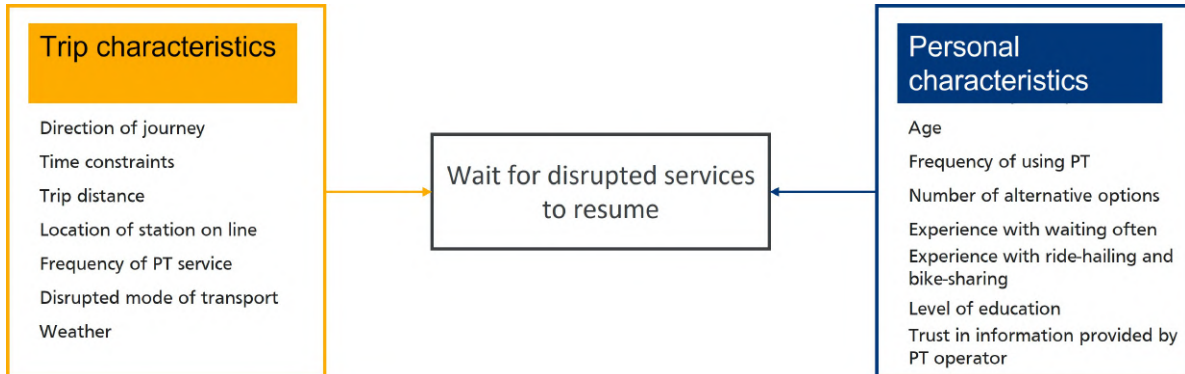 Trip characteristics
Direction of journey
Time constraints
Trip distance
Location of station on line
Frequency of PT service
Disrupted mode of transport
Weather
Wait for disrupted services
to resume
Personal
characteristics
Age
Frequency of using PT
Number of alternative options
Experience with waiting often
Experience with ride-hailing and
bike-sharing
Level of education
Trust in information provided by
PT operator